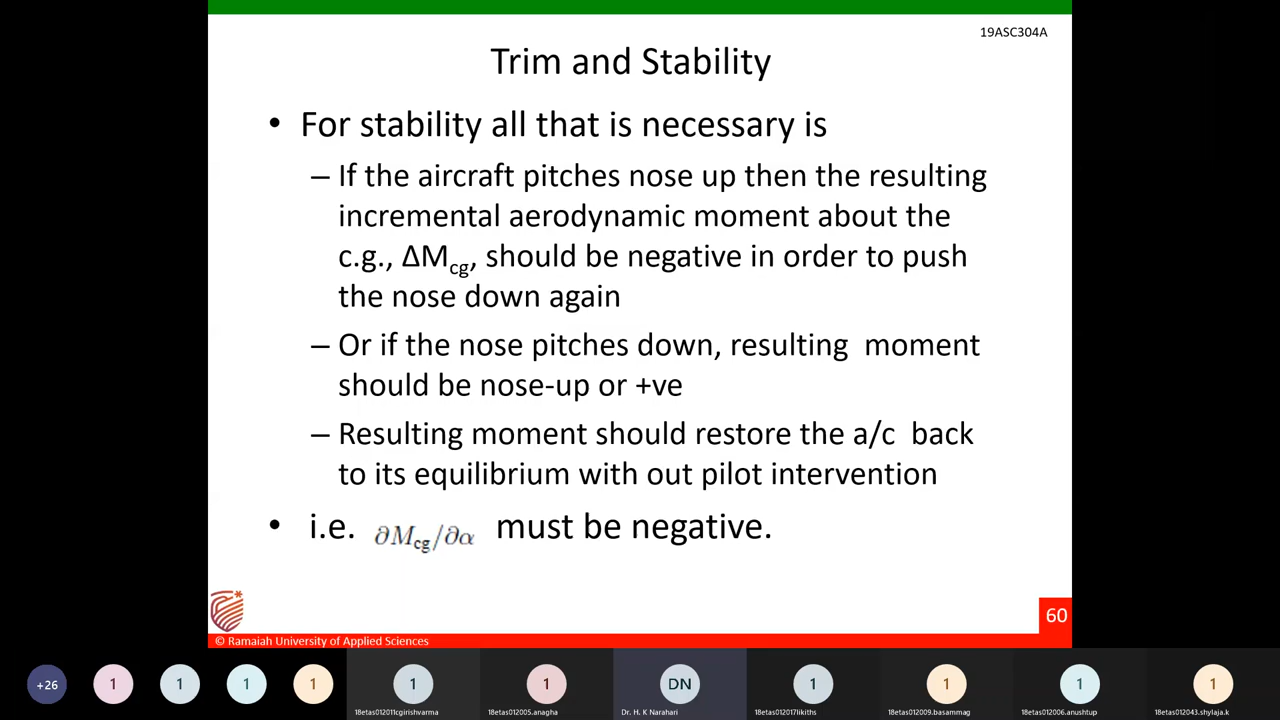 19ASC304A
Trim and Stability
• For stability all that is necessary is
– If the aircraft pitches nose up then the resulting
incremental aerodynamic moment about the
c.g., ΔMcg, should be negative in order to push
the nose down again
– Or if the nose pitches down, resulting moment
should be nose-up or +ve
– Resulting moment should restore the a/c back
to its equilibrium with out pilot intervention
• i.e. ∂Mcg/∂α must be negative.
60
© Ramaiah University of Applied Sciences
+26 1 1 1 1 1 1 DN 1 1 1 1
18etas012011cgirishvarma 18etas012005.anagha Dr. H. K Narahari 18etas012017likiths 18etas012009.basammag 18etas012006.anushtup 18etas012043.shylaja.k